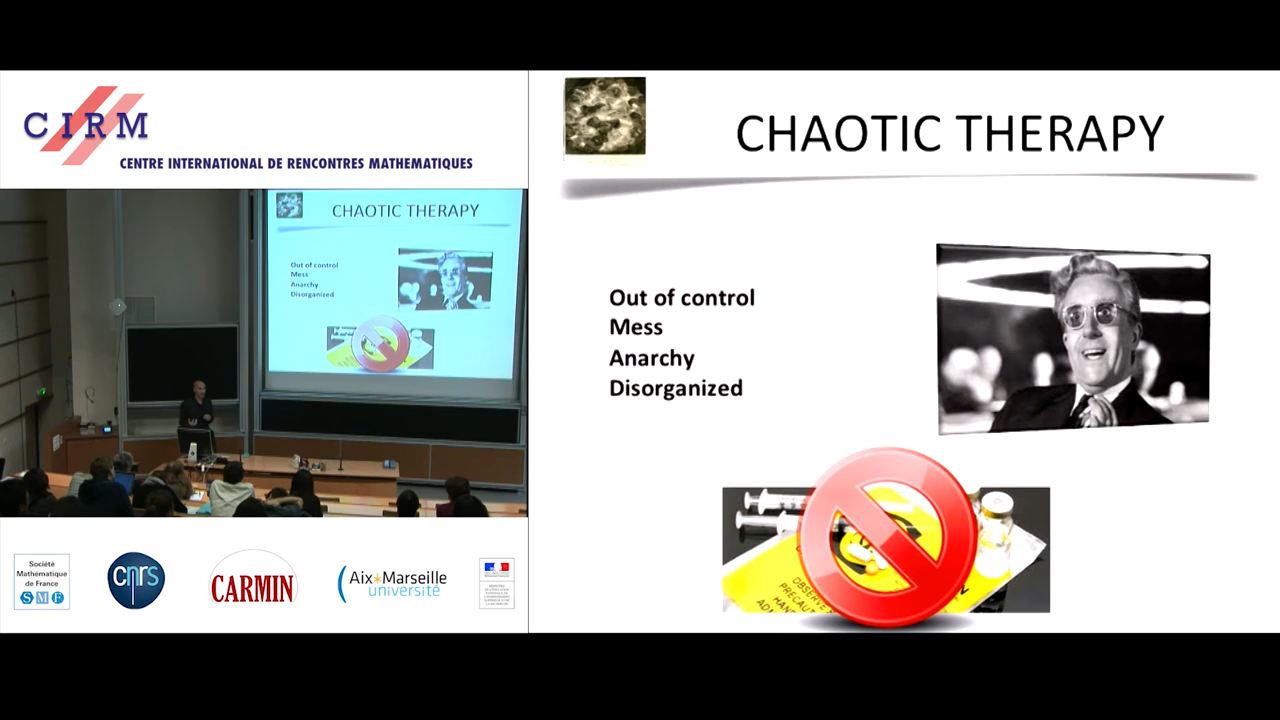 CIRM
CENTRE INTERNATIONAL DE RENCONTRES MATHEMATIQUES
CHAOTIC THERAPY
Out of control
Mess
Anarchy
Disorganized
CHAOTIC THERAPY
Out of control
Mess
Anarchy
Disorganized
Société
Mathématique
de France
SMF
cnrs
CARMIN
Aix*Marseille
université